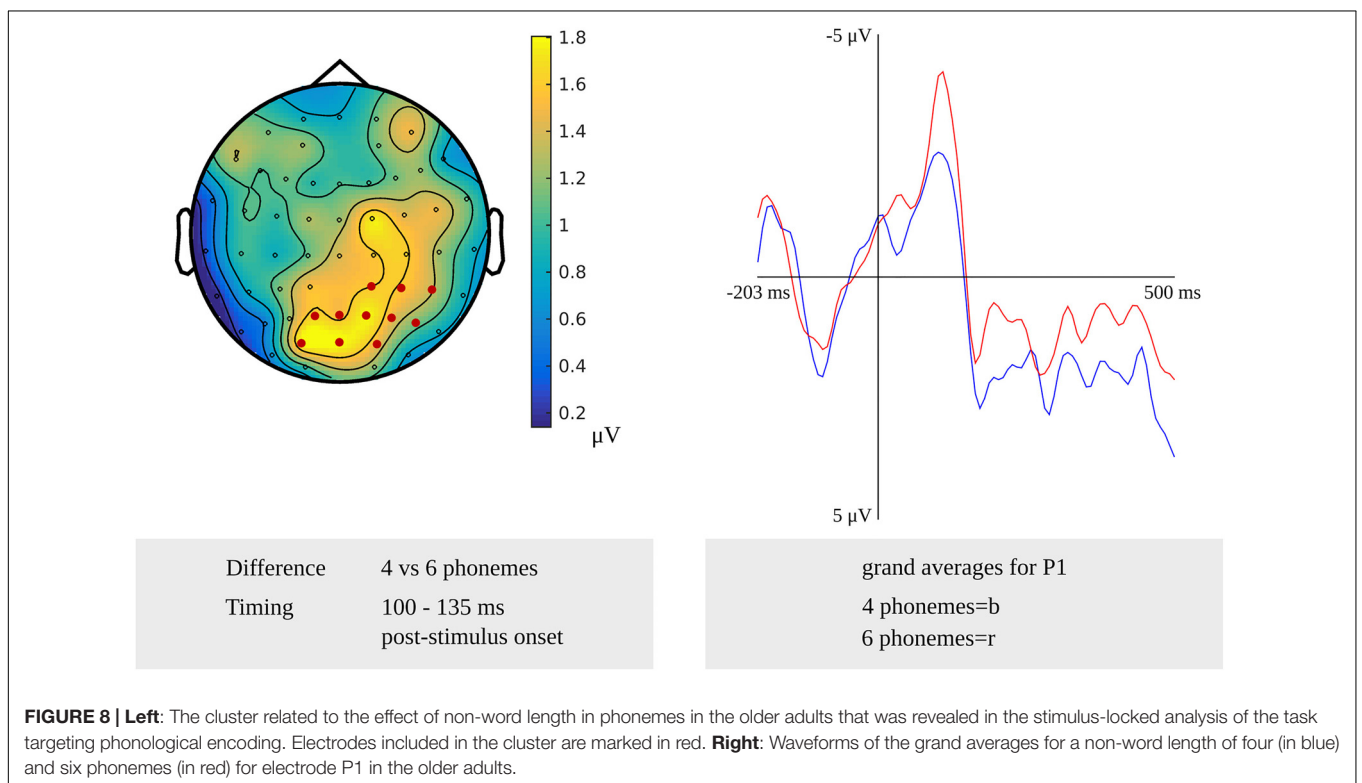 1.8
1.6
1.4
1.2
1
0.8
0.6
0.4
0.2
μV
-5 μV
-203 ms
500 ms
5 μV
Difference 4 vs 6 phonemes
Timing 100 - 135 ms
post-stimulus onset
grand averages for P1
4 phonemes=b
6 phonemes=r
FIGURE 8 | Left: The cluster related to the effect of non-word length in phonemes in the older adults that was revealed in the stimulus-locked analysis of the task
targeting phonological encoding. Electrodes included in the cluster are marked in red. Right: Waveforms of the grand averages for a non-word length of four (in blue)
and six phonemes (in red) for electrode P1 in the older adults.